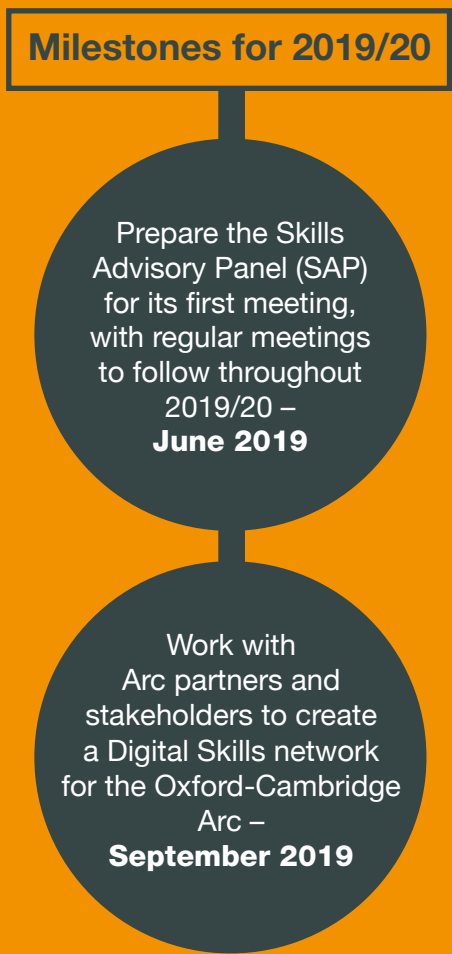 Milestones for 2019/20
Prepare the Skills
Advisory Panel (SAP)
for its first meeting,
with regular meetings
to follow throughout
2019/20 –
June 2019
Work with
Arc partners and
stakeholders to create
a Digital Skills network
for the Oxford-Cambridge
Arc –
September 2019